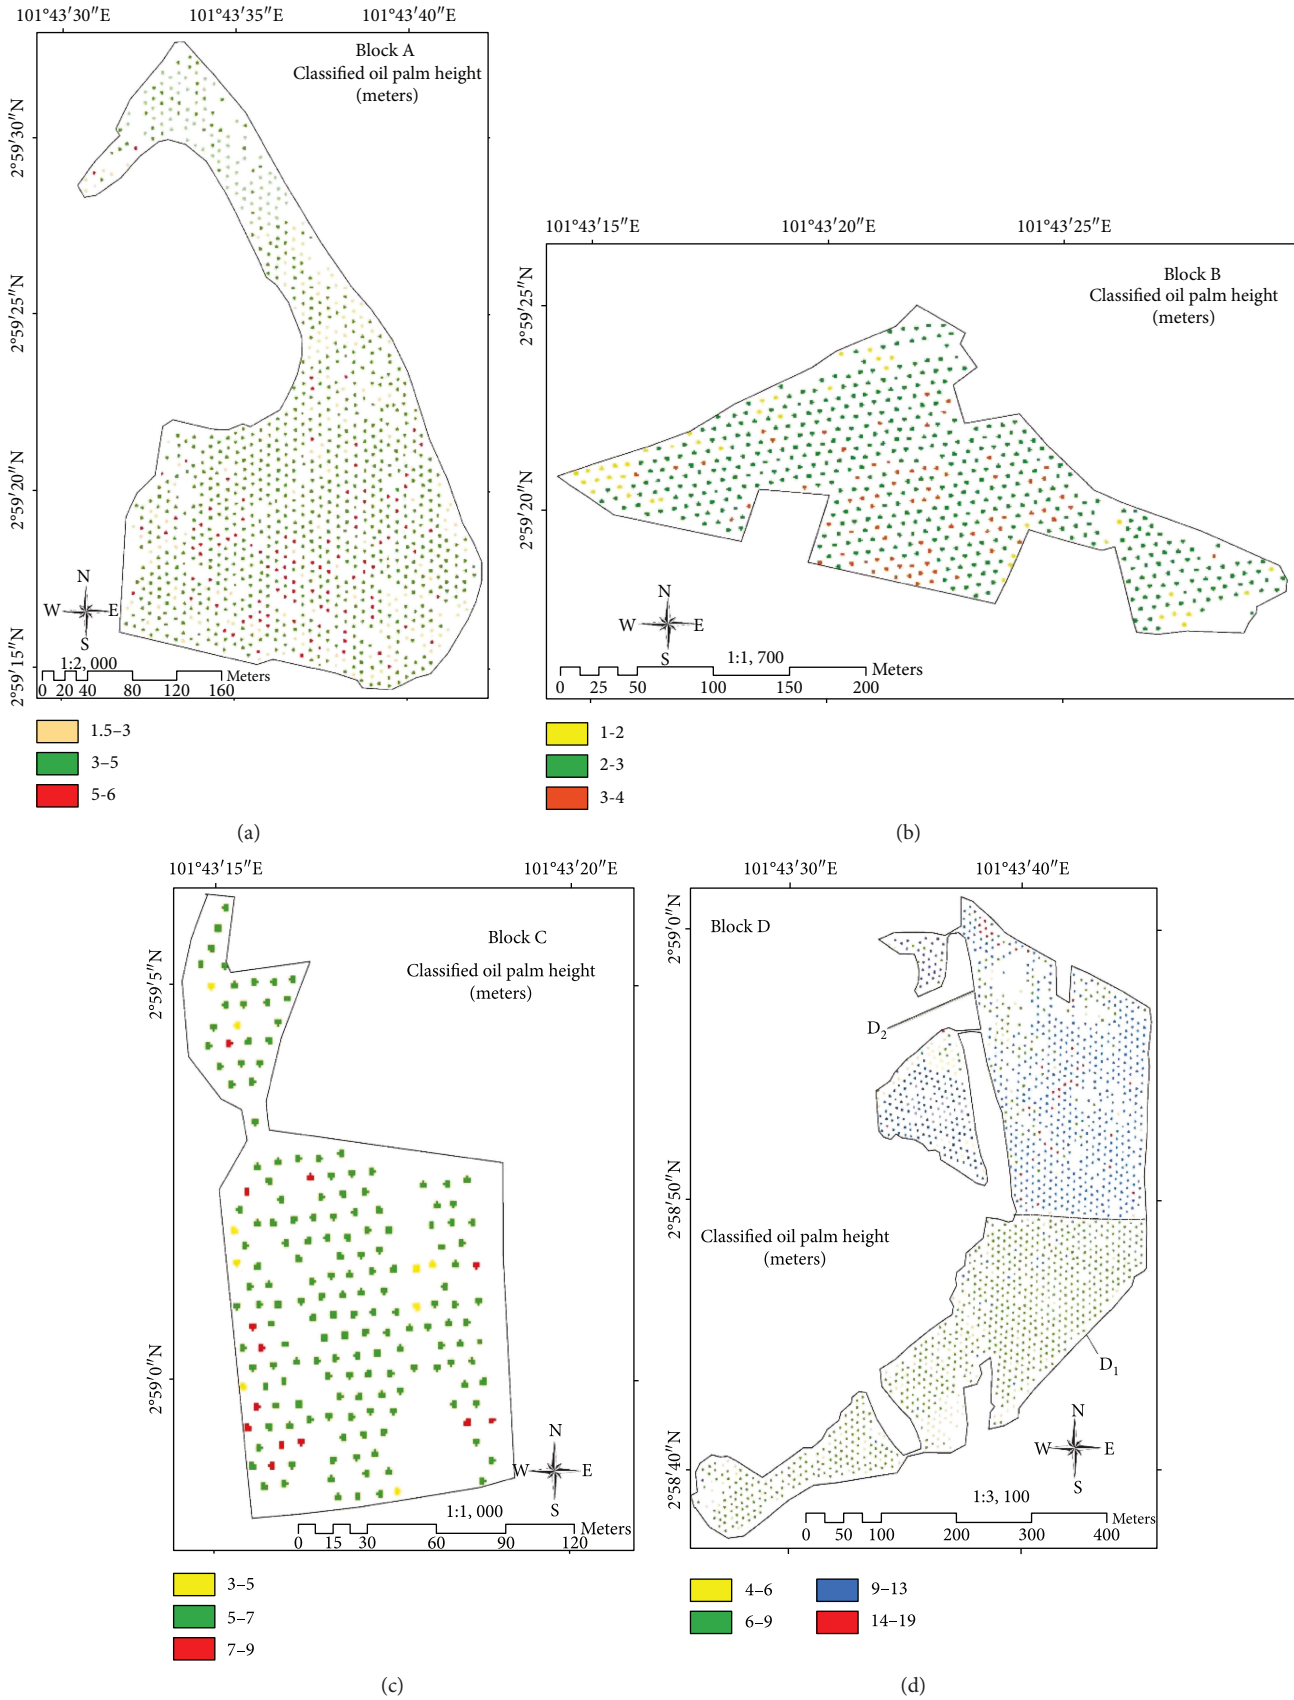 101°43′30″E 101°43′35″E 101°43′40″E
Block A
Classified oil palm height
(meters)
2°59′30″N
2°59′25″N
2°59′20″N
2°59′15″N
N
W E
S
1:2, 000
Meters
0 20 40 80 120 160
1.5–3
3–5
5-6
(a)
101°43′15″E 101°43′20″E 101°43′25″E
Block B
Classified oil palm height
(meters)
2°59′25″N
2°59′20″N
N
W E
S
1:1, 700
Meters
0 25 50 100 150 200
1-2
2-3
3-4
(b)
101°43′15″E 101°43′20″E
Block C
Classified oil palm height
(meters)
2°59′5″N
2°59′0″N
N
W E
S
1:1, 000
Meters
0 15 30 60 90 120
3–5
5–7
7–9
(c)
101°43′30″E 101°43′40″E
Block D
2°59′0″N
2°58′50″N
2°58′40″N
D2
Classified oil palm height
(meters)
D1
N
W E
S
1:3, 100
Meters
0 50 100 200 300 400
4–6 9–13
6–9 14–19
(d)